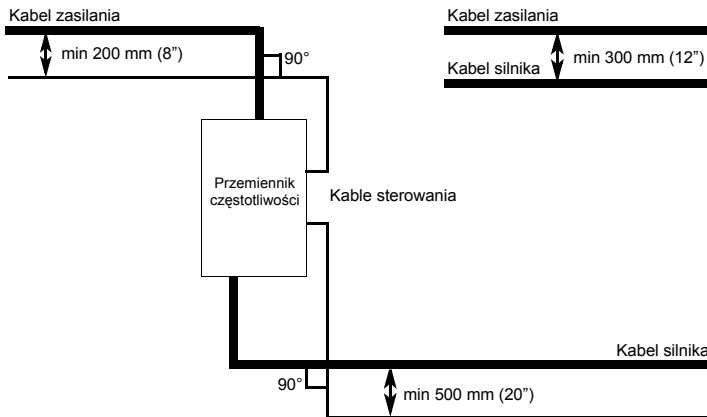 Kabel zasilania
min 200 mm (8”)
90°
Kabel zasilania
min 300 mm (12”)
Kabel silnika
Przemiennik
częstotliwości
Kable sterowania
Kabel silnika
90°
min 500 mm (20”)